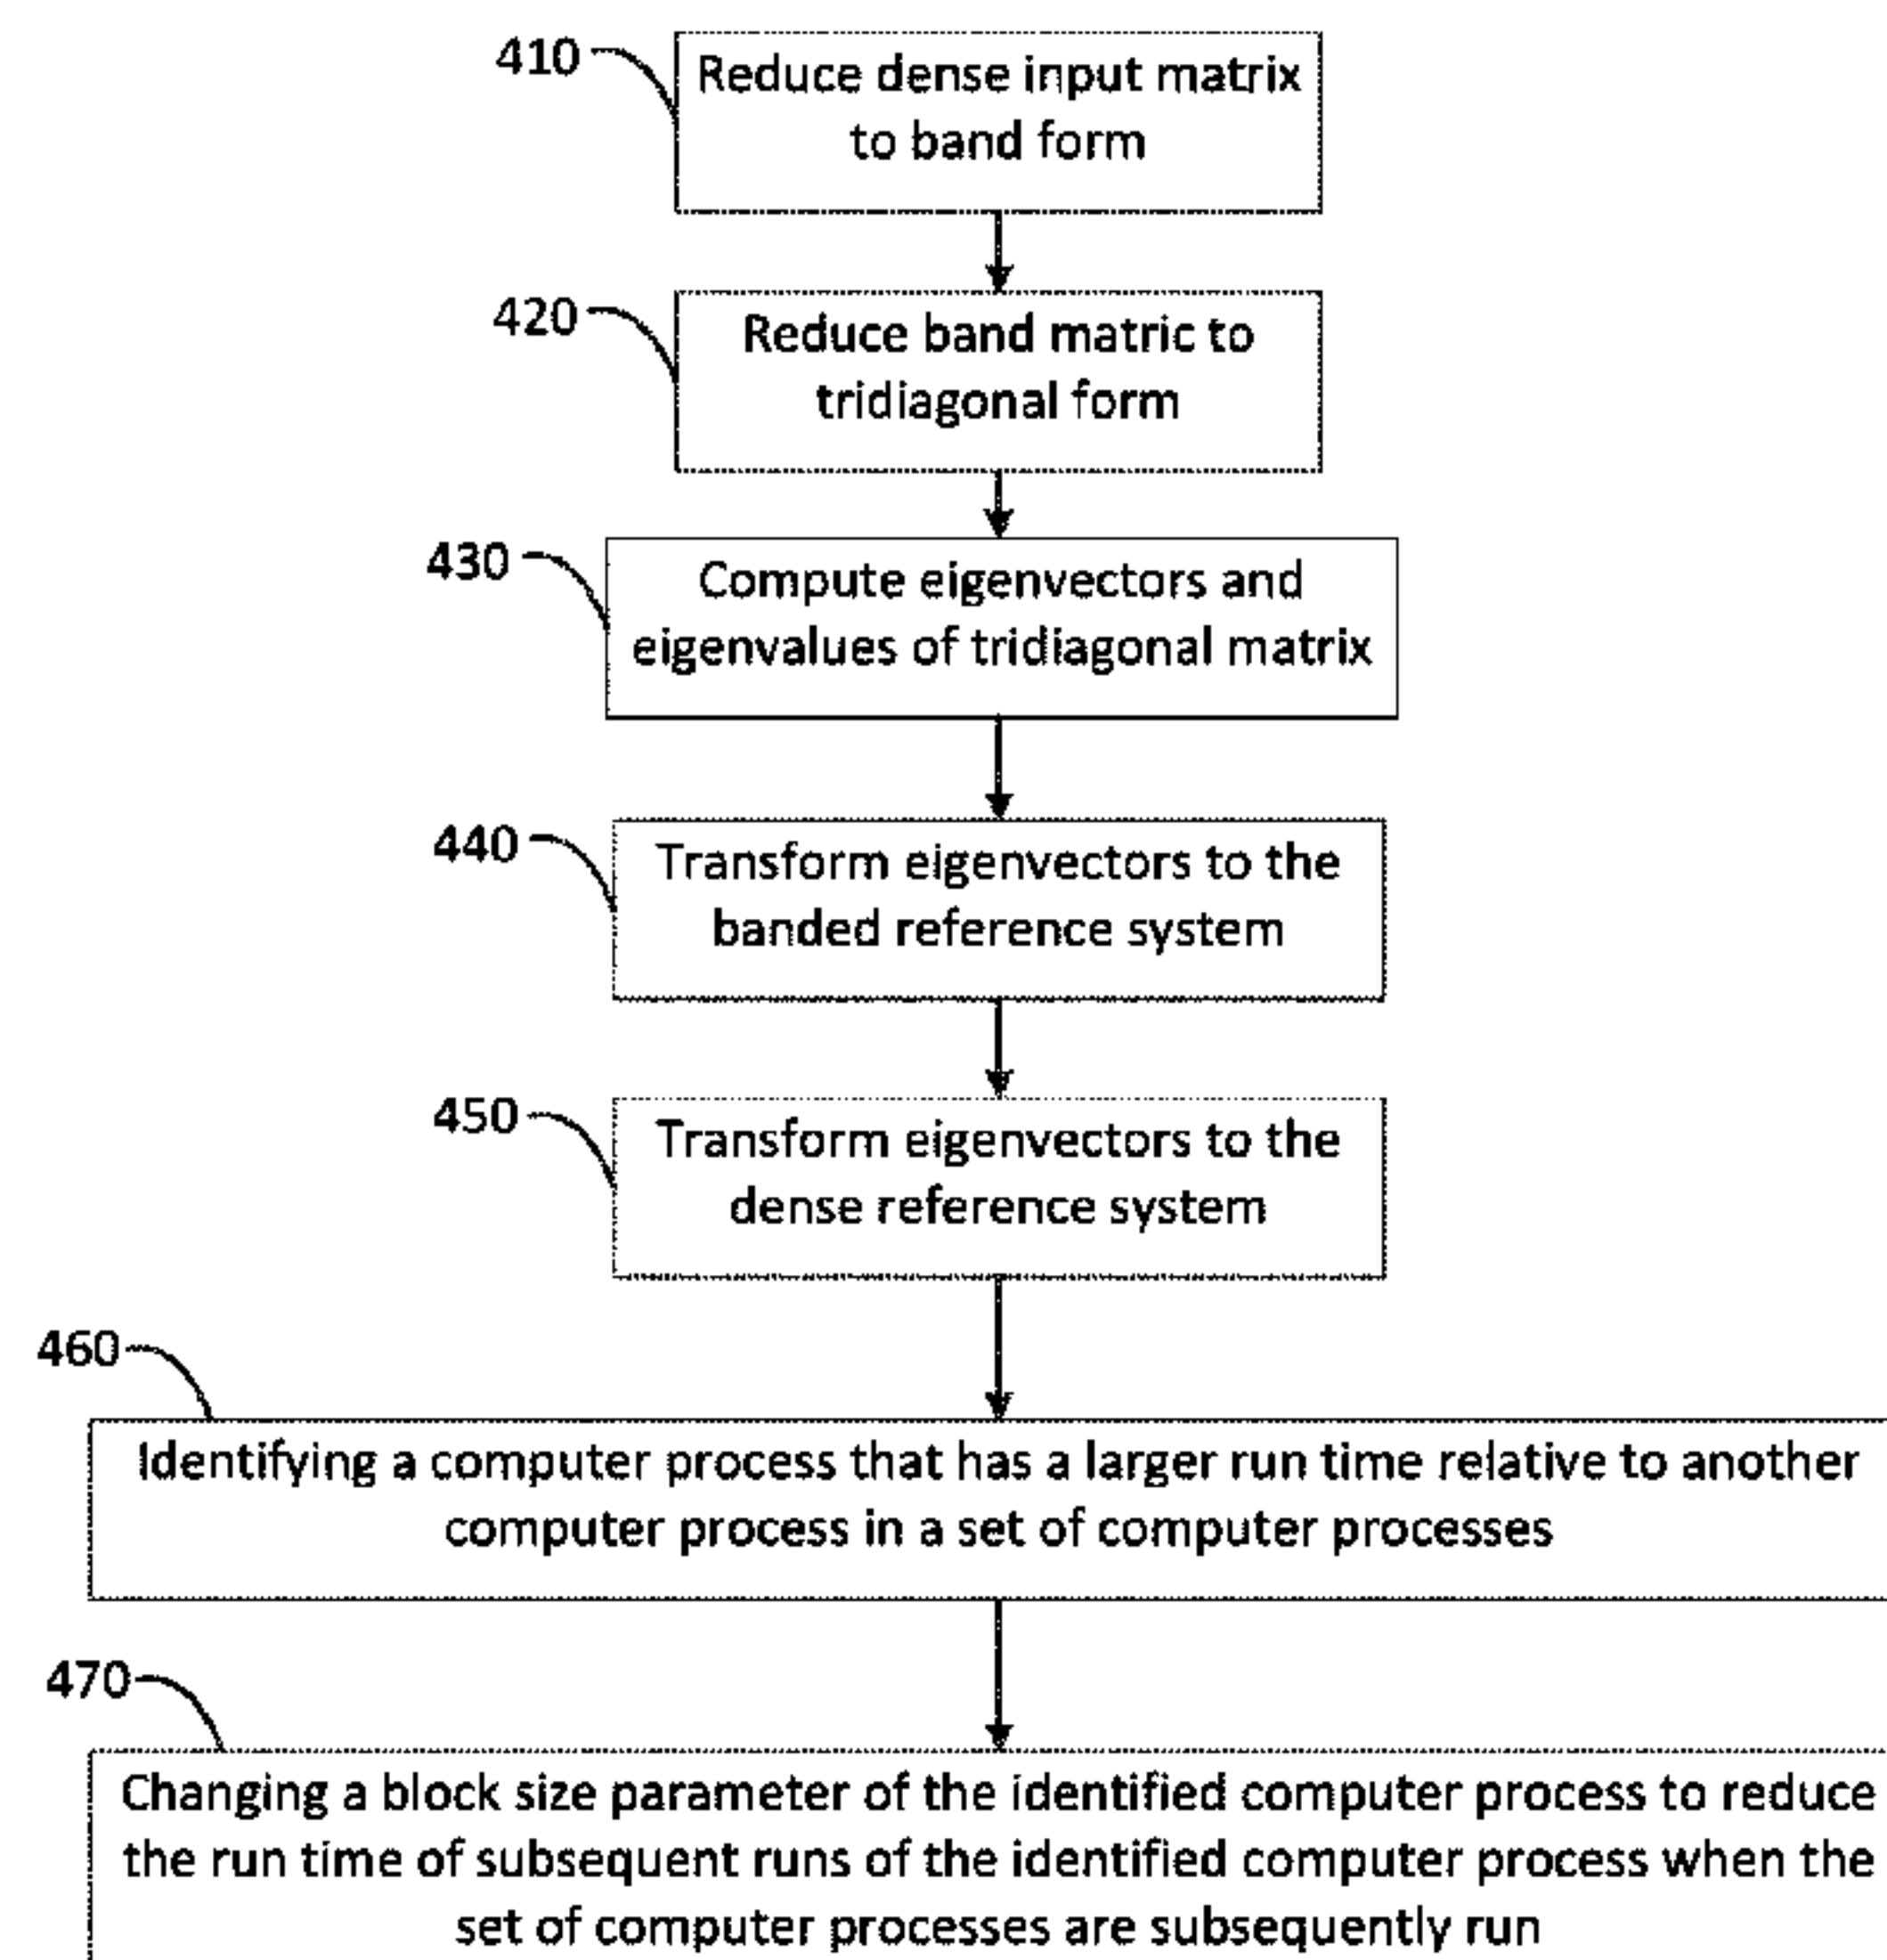 410
Reduce dense input matrix
to band form
420
Reduce band matric to
tridiagonal form
430
Compute eigenvectors and
eigenvalues of tridiagonal matrix
440
Transform eigenvectors to the
banded reference system
450
Transform eigenvectors to the
dense reference system
460
Identifying a computer process that has a larger run time relative to another
computer process in a set of computer processes
470
Changing a block size parameter of the identified computer process to reduce
the run time of subsequent runs of the identified computer process when the
set of computer processes are subsequently run